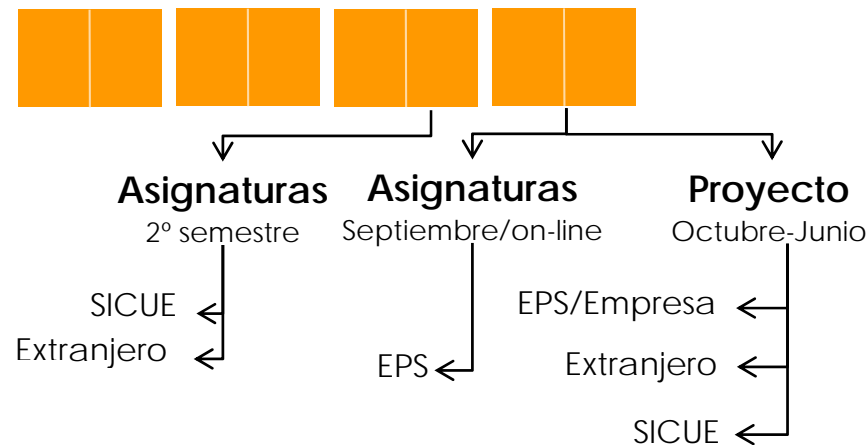 Asignaturas
2º semestre
SICUE
Extranjero
Asignaturas
Septiembre/on-line
EPS
Proyecto
Octubre-Junio
EPS/Empresa
Extranjero
SICUE